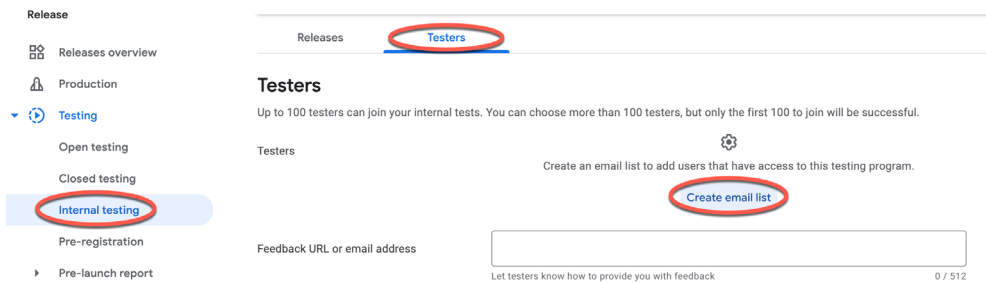 Release
Releases overview
Production
Testing
Open testing
Closed testing
Internal testing
Pre-registration
Pre-launch report
Releases
Testers
Testers
Up to 100 testers can join your internal tests. You can choose more than 100 testers, but only the first 100 to join will be successful.
Testers
Create an email list to add users that have access to this testing program.
Create email list
Feedback URL or email address
Let testers know how to provide you with feedback
0 / 512